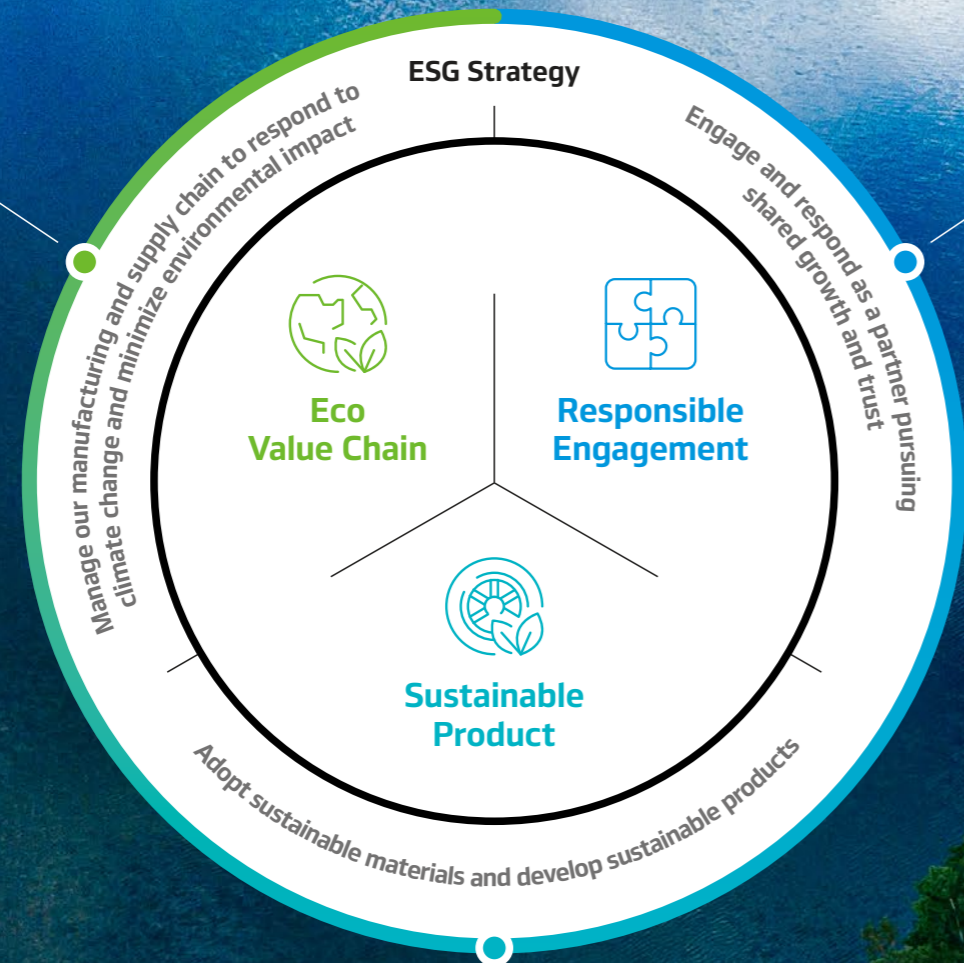 ESG Strategy
Manage our manufacturing and supply chain to respond to
climate change and minimize environmental impact
Engage and respond as a partner pursuing
shared growth and trust
Eco
Value Chain
Responsible
Engagement
Sustainable
Product
Adopt sustainable materials and develop sustainable products